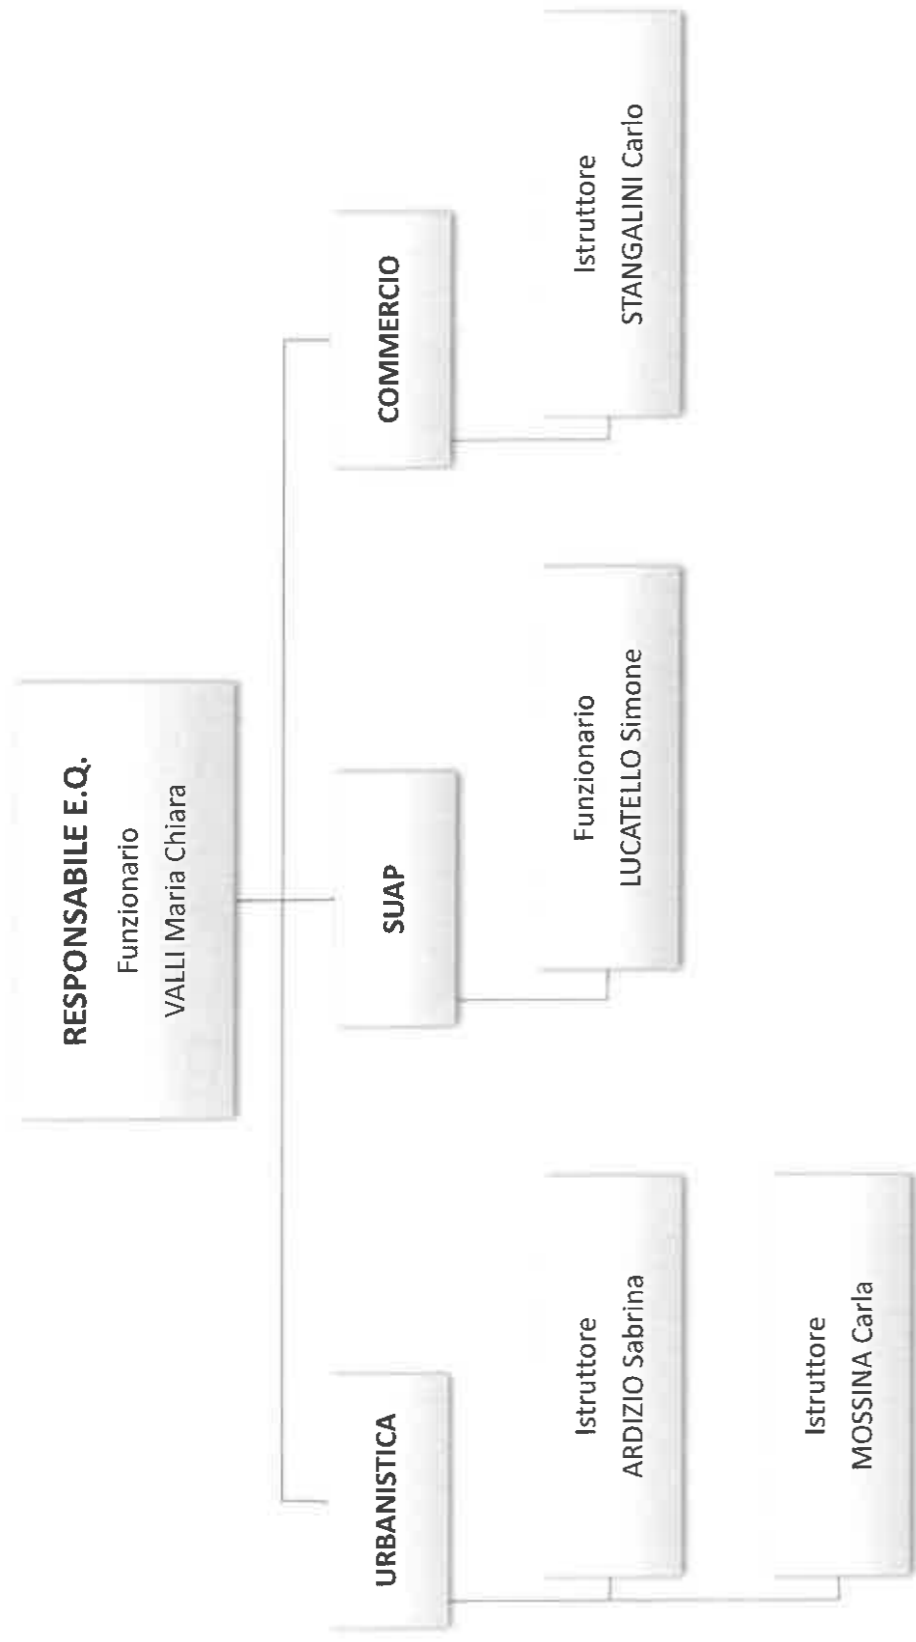 RESPONSABILE E.Q.
Funzionario
VALLI Maria Chiara
URBANISTICA
Istruttore
ARDIZIO Sabrina
Istruttore
MOSSINA Carla
SUAP
Funzionario
LUCATELLO Simone
COMMERCIO
Istruttore
STANGALINI Carlo